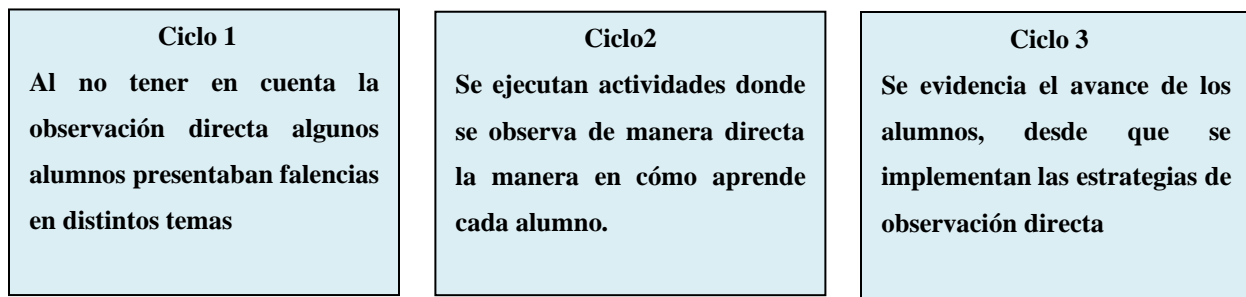 Ciclo 1
Al no tener en cuenta la
observación directa algunos
alumnos presentaban falencias
en distintos temas
Ciclo2
Se ejecutan actividades donde
se observa de manera directa
la manera en cómo aprende
cada alumno.
Ciclo 3
Se evidencia el avance de los
alumnos, desde que se
implementan las estrategias de
observación directa